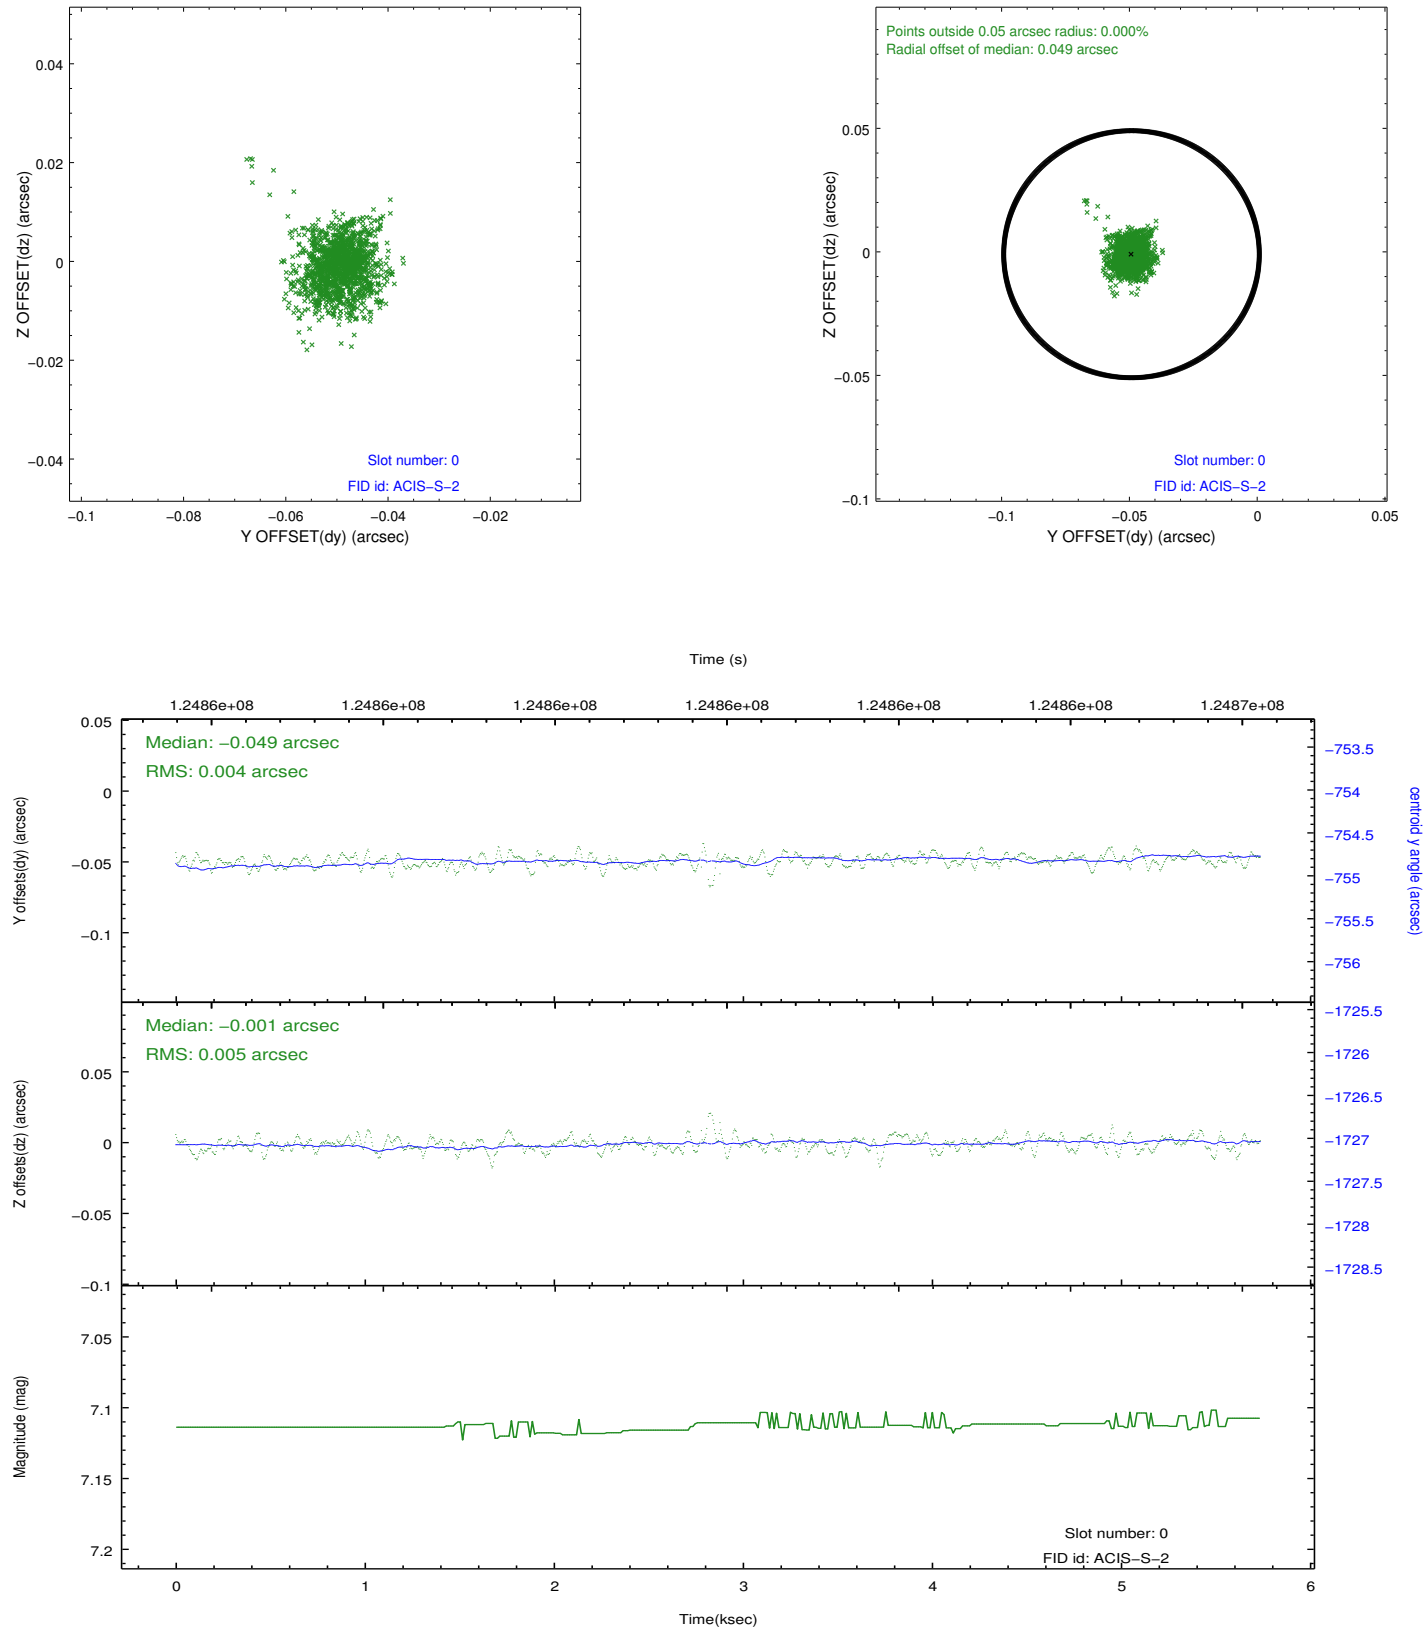 0.04
0.02
0
−0.02
−0.04
Z OFFSET(dz) (arcsec)
Slot number: 0
FID id: ACIS−S−2
−0.1
−0.08
−0.06
−0.04
−0.02
Y OFFSET(dy) (arcsec)
Points outside 0.05 arcsec radius: 0.000%
Radial offset of median: 0.049 arcsec
0.05
0
−0.05
−0.1
Z OFFSET(dz) (arcsec)
Slot number: 0
FID id: ACIS−S−2
−0.1
−0.05
0
0.05
Y OFFSET(dy) (arcsec)
Time (s)
1.2486e+08
1.2486e+08
1.2486e+08
1.2486e+08
1.2486e+08
1.2486e+08
1.2487e+08
Median: −0.049 arcsec
RMS: 0.004 arcsec
0.05
0
−0.05
−0.1
Y offsets(dy) (arcsec)
−753.5
−754
−754.5
−755
−755.5
−756
centroid y angle (arcsec)
Median: −0.001 arcsec
RMS: 0.005 arcsec
0.05
0
−0.05
−0.1
Z offsets(dz) (arcsec)
−1725.5
−1726
−1726.5
−1727
−1727.5
−1728
−1728.5
7.05
7.1
7.15
7.2
Magnitude (mag)
Slot number: 0
FID id: ACIS−S−2
0
1
2
3
4
5
6
Time(ksec)